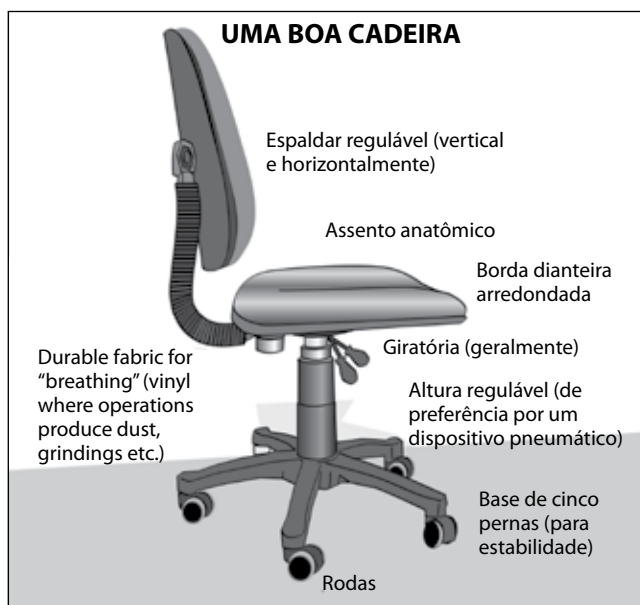 UMA BOA CADEIRA
Espaldar regulável (vertical
e horizontalmente)
Assento anatômico
Borda dianteira
arredondada
Giratória (geralmente)
Durable fabric for
“breathing” (vinyl
where operations
produce dust,
grindings etc.)
Altura regulável (de
preferência por um
dispositivo pneumático)
Base de cinco
pernas (para
estabilidade)
Rodas